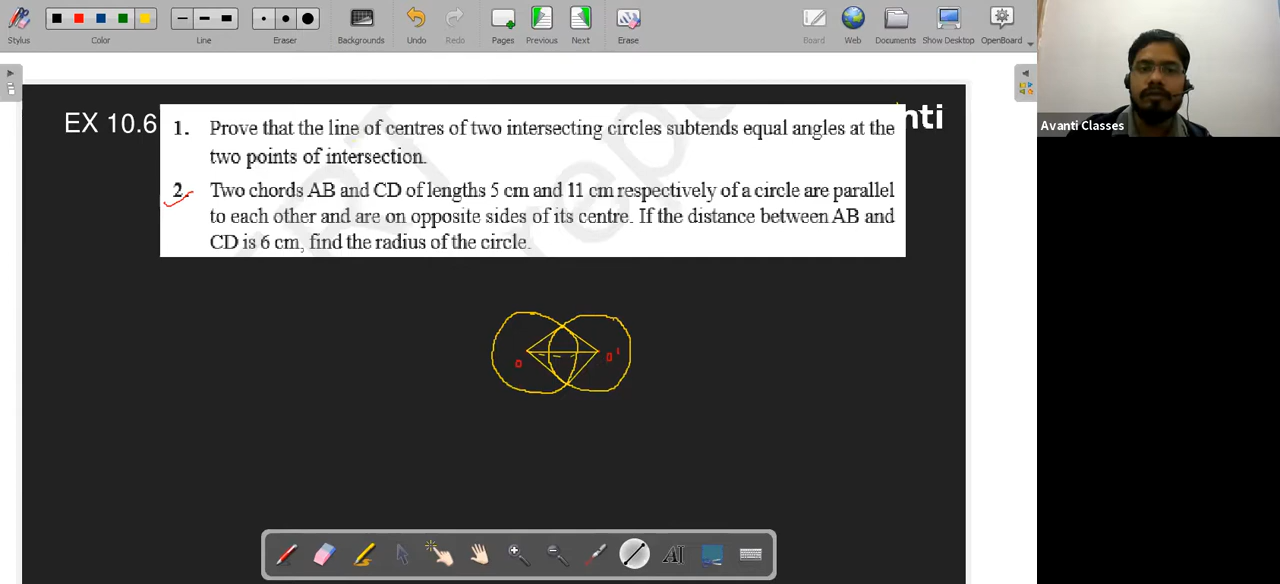 Stylus
Color
Line
Eraser
Backgrounds
Undo
Redo
Pages
Previous
Next
Erase
Board
Web
Documents
Show Desktop
OpenBoard
Avanti Classes
EX 10.6
nti
1. Prove that the line of centres of two intersecting circles subtends equal angles at the
two points of intersection.
2. Two chords AB and CD of lengths 5 cm and 11 cm respectively of a circle are parallel
to each other and are on opposite sides of its centre. If the distance between AB and
CD is 6 cm, find the radius of the circle.
O
O'
AI